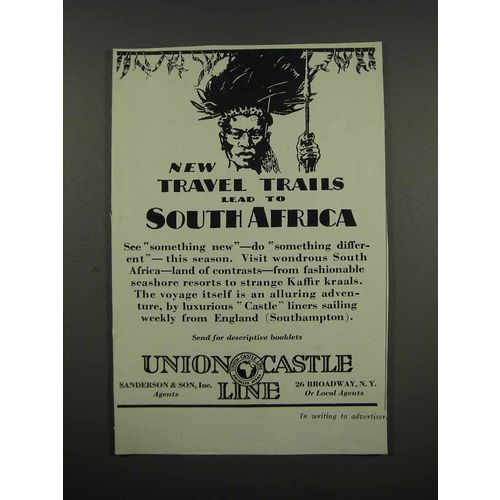 NEW
TRAVEL TRAILS
LEAD TO
SOUTH AFRICA
See "something new"—do "something differ-
ent"—this season. Visit wondrous South
Africa—land of contrasts—from fashionable
seashore resorts to strange Kaffir kraals.
The voyage itself is an alluring adven-
ture, by luxurious "Castle" liners sailing
weekly from England (Southampton).
Send for descriptive booklets
UNION CASTLE
LINE
SANDERSON & SON, Inc.
Agents
26 BROADWAY, N. Y.
Or Local Agents
In writing to advertiser